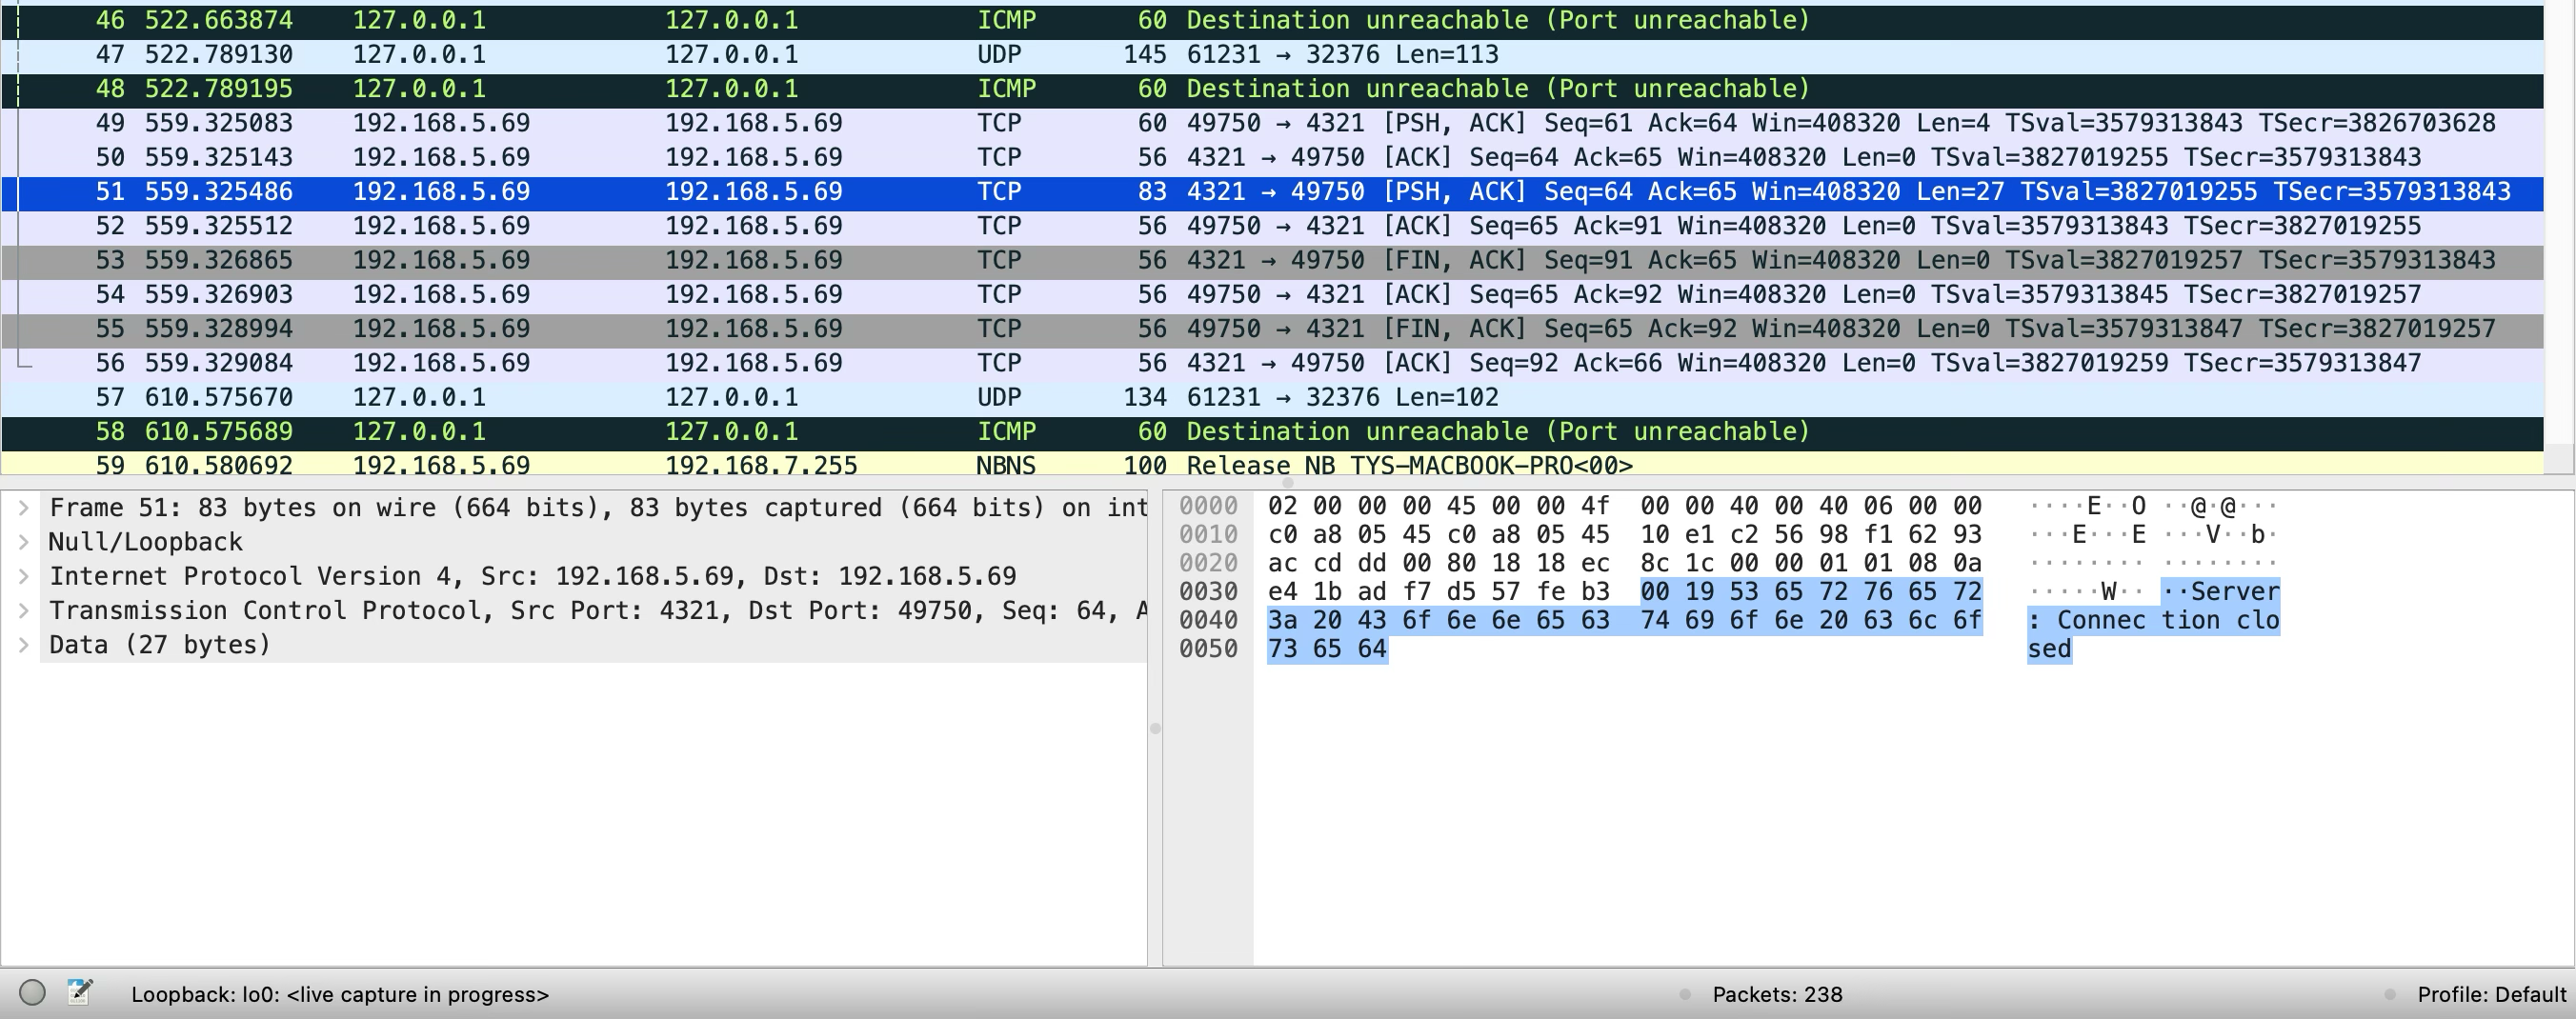 46 522.663874 127.0.0.1 127.0.0.1 ICMP 60 Destination unreachable (Port unreachable)
47 522.789130 127.0.0.1 127.0.0.1 UDP 145 61231 → 32376 Len=113
48 522.789195 127.0.0.1 127.0.0.1 ICMP 60 Destination unreachable (Port unreachable)
49 559.325083 192.168.5.69 192.168.5.69 TCP 60 49750 → 4321 [PSH, ACK] Seq=61 Ack=64 Win=408320 Len=4 TSval=3579313843 TSecr=3826703628
50 559.325143 192.168.5.69 192.168.5.69 TCP 56 4321 → 49750 [ACK] Seq=64 Ack=65 Win=408320 Len=0 TSval=3827019255 TSecr=3579313843
51 559.325486 192.168.5.69 192.168.5.69 TCP 83 4321 → 49750 [PSH, ACK] Seq=64 Ack=65 Win=408320 Len=27 TSval=3827019255 TSecr=3579313843
52 559.325512 192.168.5.69 192.168.5.69 TCP 56 49750 → 4321 [ACK] Seq=65 Ack=91 Win=408320 Len=0 TSval=3579313843 TSecr=3827019255
53 559.326865 192.168.5.69 192.168.5.69 TCP 56 4321 → 49750 [FIN, ACK] Seq=91 Ack=65 Win=408320 Len=0 TSval=3827019257 TSecr=3579313843
54 559.326903 192.168.5.69 192.168.5.69 TCP 56 49750 → 4321 [ACK] Seq=65 Ack=92 Win=408320 Len=0 TSval=3579313845 TSecr=3827019257
55 559.328994 192.168.5.69 192.168.5.69 TCP 56 49750 → 4321 [FIN, ACK] Seq=65 Ack=92 Win=408320 Len=0 TSval=3579313847 TSecr=3827019257
56 559.329084 192.168.5.69 192.168.5.69 TCP 56 4321 → 49750 [ACK] Seq=92 Ack=66 Win=408320 Len=0 TSval=3827019259 TSecr=3579313847
57 610.575670 127.0.0.1 127.0.0.1 UDP 134 61231 → 32376 Len=102
58 610.575689 127.0.0.1 127.0.0.1 ICMP 60 Destination unreachable (Port unreachable)
59 610.580692 192.168.5.69 192.168.7.255 NBNS 100 Release NB TYS-MACBOOK-PRO<00>
Frame 51: 83 bytes on wire (664 bits), 83 bytes captured (664 bits) on int
Null/Loopback
Internet Protocol Version 4, Src: 192.168.5.69, Dst: 192.168.5.69
Transmission Control Protocol, Src Port: 4321, Dst Port: 49750, Seq: 64, A
Data (27 bytes)
0000 02 00 00 00 45 00 00 4f 00 00 40 00 40 06 00 00 ····E··O ··@·@···
0010 c0 a8 05 45 c0 a8 05 45 10 e1 c2 56 98 f1 62 93 ···E···E ···V··b·
0020 ac cd dd 00 80 18 18 ec 8c 1c 00 00 01 01 08 0a ········ ········
0030 e4 1b ad f7 d5 57 fe b3 00 19 53 65 72 76 65 72 ·····W·· ··Server
0040 3a 20 43 6f 6e 6e 65 63 74 69 6f 6e 20 63 6c 6f : Connec tion clo
0050 73 65 64 sed
Loopback: lo0: <live capture in progress> Packets: 238 Profile: Default